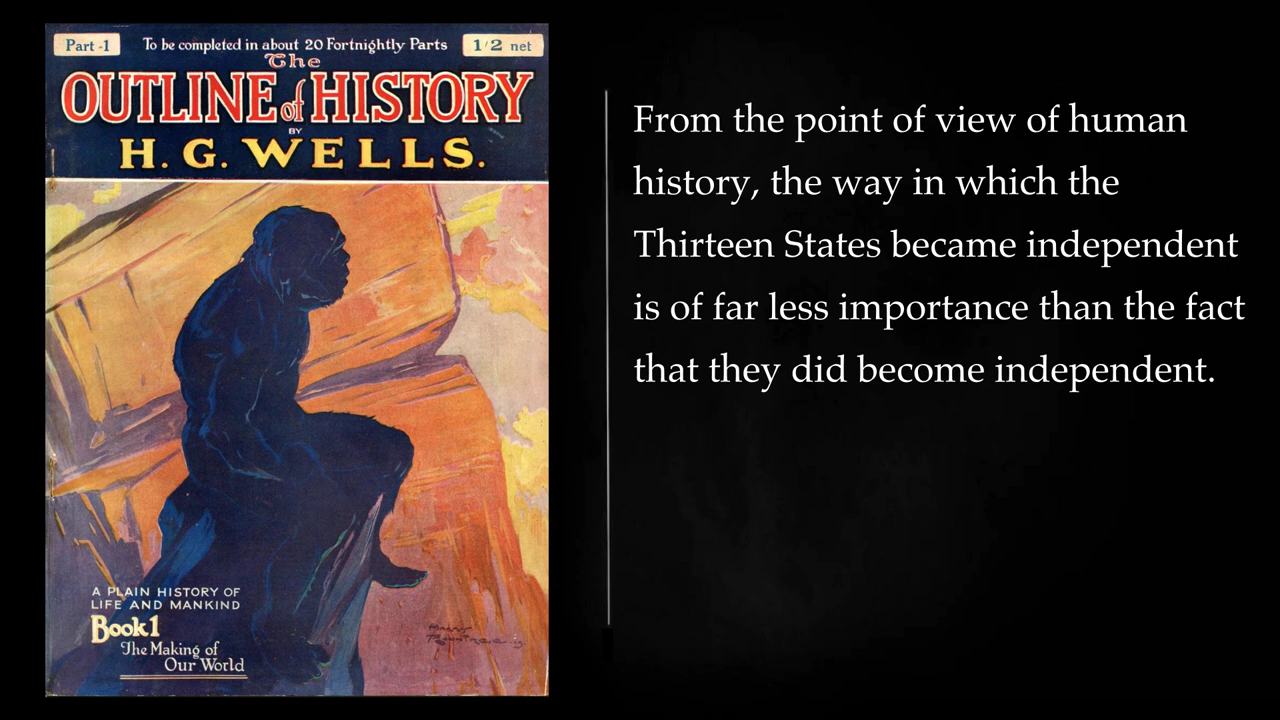 Part -1
To be completed in about 20 Fortnightly Parts
1/2 net
The
OUTLINE of HISTORY
BY
H. G. WELLS.
A PLAIN HISTORY OF
LIFE AND MANKIND
Book 1
The Making of
Our World
From the point of view of human
history, the way in which the
Thirteen States became independent
is of far less importance than the fact
that they did become independent.